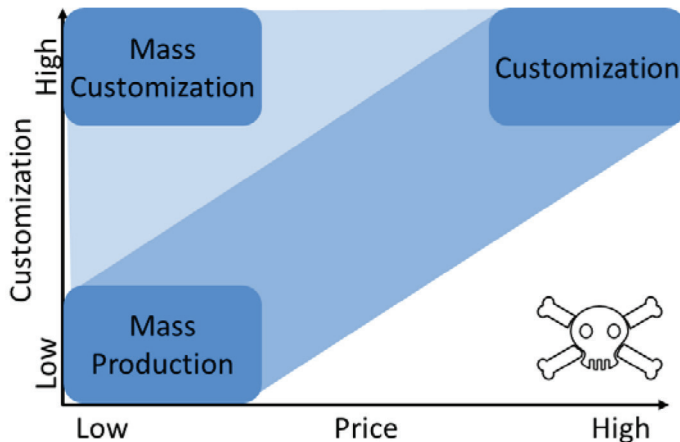 High
Mass
Customization
Customization
Customization
Mass
Production
Low
Low
Price
High